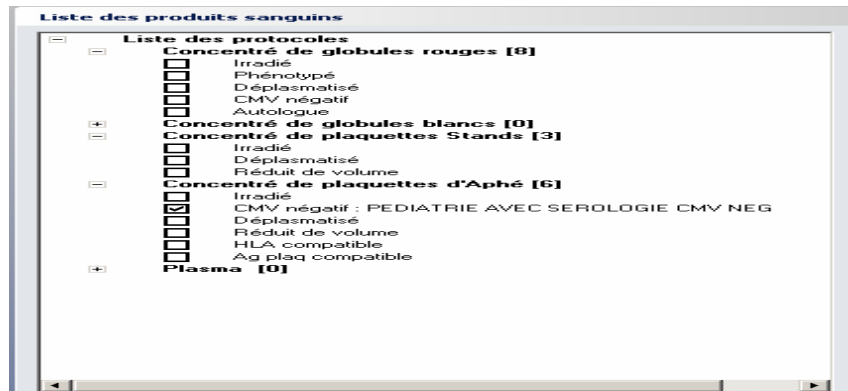 Liste des produits sanguins
Liste des protocoles
Concentré de globules rouges [8]
Irradié
Phénotypé
Déplasmatisé
CMV négatif
Autologue
Concentré de globules blancs [0]
Concentré de plaquettes Stands [3]
Irradié
Déplasmatisé
Réduit de volume
Concentré de plaquettes d'Aphé [6]
Irradié
CMV négatif : PEDIATRIE AVEC SEROLOGIE CMV NEG
Déplasmatisé
Réduit de volume
HLA compatible
Ag plaq compatible
Plasma [0]